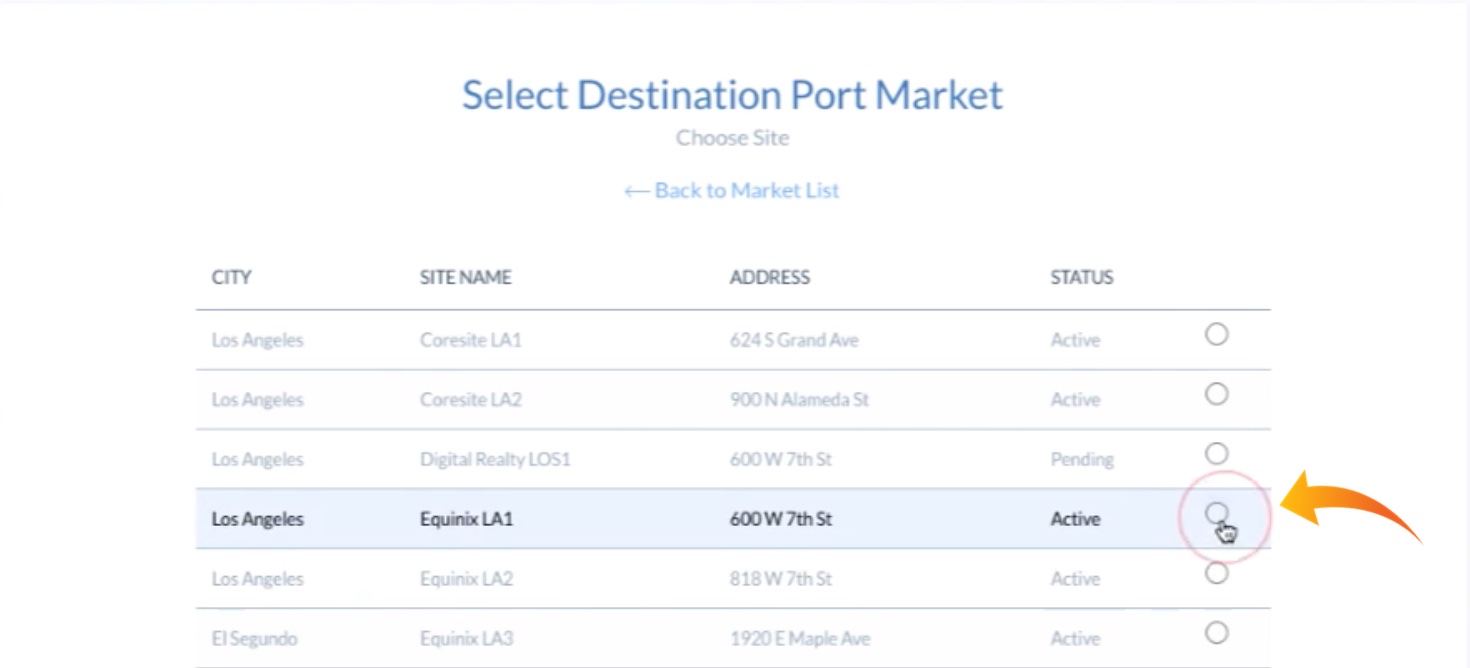 Select Destination Port Market
Choose Site
← Back to Market List
CITY SITE NAME ADDRESS STATUS
Los Angeles Coresite LA1 624 S Grand Ave Active
Los Angeles Coresite LA2 900 N Alameda St Active
Los Angeles Digital Realty LOS1 600 W 7th St Pending
Los Angeles Equinix LA1 600 W 7th St Active
Los Angeles Equinix LA2 818 W 7th St Active
El Segundo Equinix LA3 1920 E Maple Ave Active